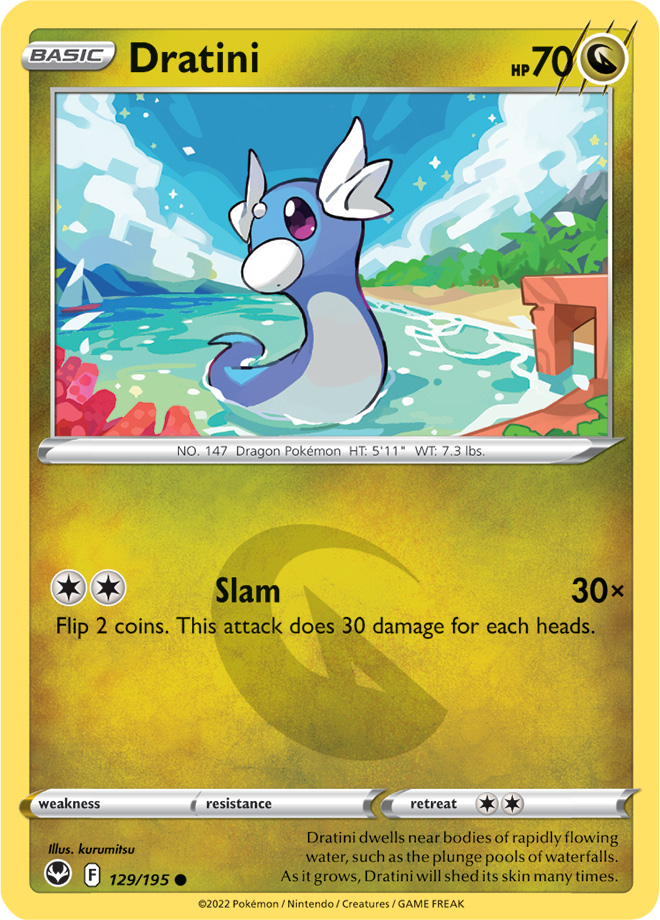 BASIC Dratini HP 70
NO. 147 Dragon Pokémon HT: 5'11" WT: 7.3 lbs.
Slam 30×
Flip 2 coins. This attack does 30 damage for each heads.
weakness resistance retreat
Illus. kurumitsu
F 129/195
Dratini dwells near bodies of rapidly flowing
water, such as the plunge pools of waterfalls.
As it grows, Dratini will shed its skin many times.
©2022 Pokémon / Nintendo / Creatures / GAME FREAK